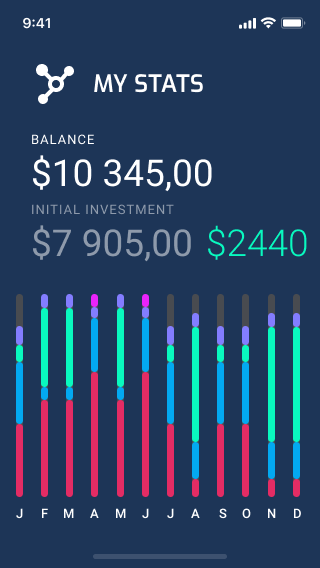 9:41
MY STATS
BALANCE
$10 345,00
INITIAL INVESTMENT
$7 905,00 $2440
J F M A M J J A S O N D